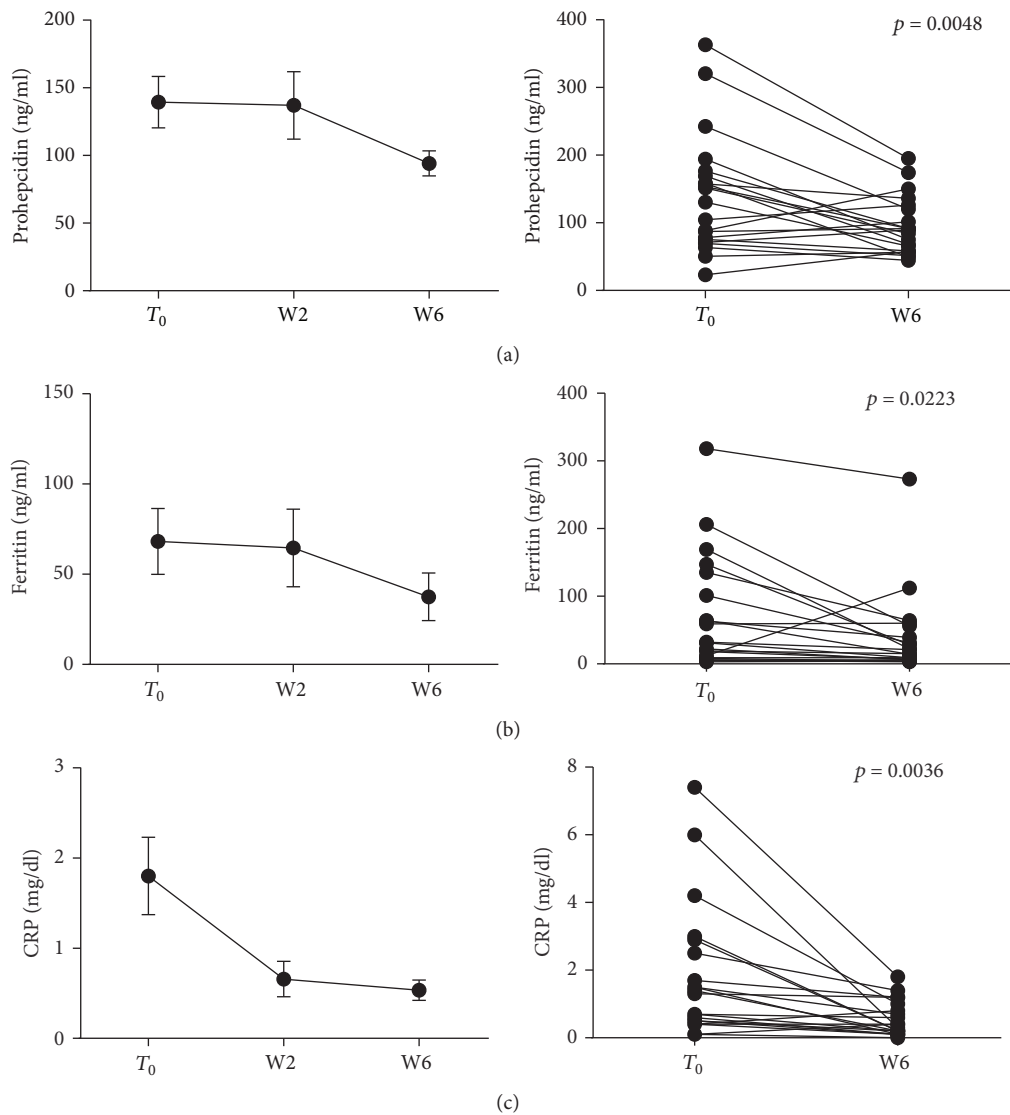 200
150
100
50
0
Prohepcidin (ng/ml)
T0 W2 W6
400
300
200
100
0
Prohepcidin (ng/ml)
T0 W6
p = 0.0048
(a)
150
100
50
0
Ferritin (ng/ml)
T0 W2 W6
400
300
200
100
0
Ferritin (ng/ml)
T0 W6
p = 0.0223
(b)
3
2
1
0
CRP (mg/dl)
T0 W2 W6
8
6
4
2
0
CRP (mg/dl)
T0 W6
p = 0.0036
(c)